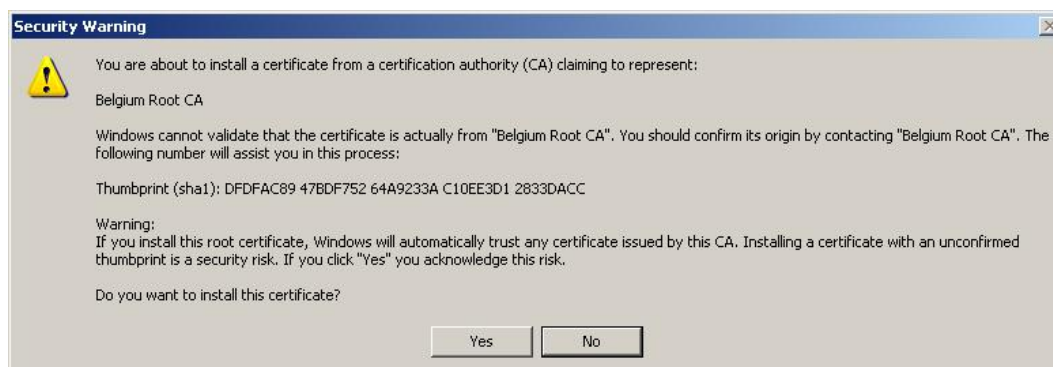 Security Warning
You are about to install a certificate from a certification authority (CA) claiming to represent:
Belgium Root CA
Windows cannot validate that the certificate is actually from "Belgium Root CA". You should confirm its origin by contacting "Belgium Root CA". The
following number will assist you in this process:
Thumbprint (sha1): DFDFAC89 47BDF752 64A9233A C10EE3D1 2833DACC
Warning:
If you install this root certificate, Windows will automatically trust any certificate issued by this CA. Installing a certificate with an unconfirmed
thumbprint is a security risk. If you click "Yes" you acknowledge this risk.
Do you want to install this certificate?
Yes No